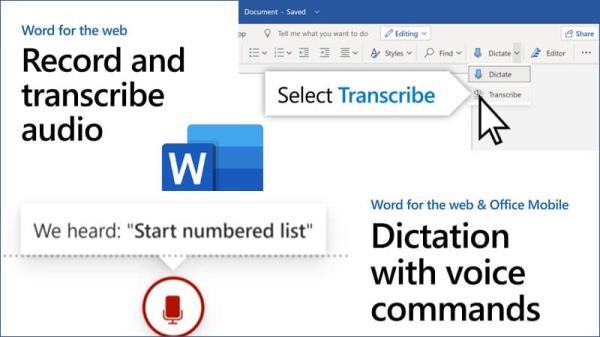 Word for the web
Record and
transcribe
audio
W
Document - Saved
pp Tell me what you want to do Editing Share
Styles Find Dictate Editor ...
Dictate
Transcribe
Select Transcribe
We heard: "Start numbered list"
Word for the web & Office Mobile
Dictation
with voice
commands